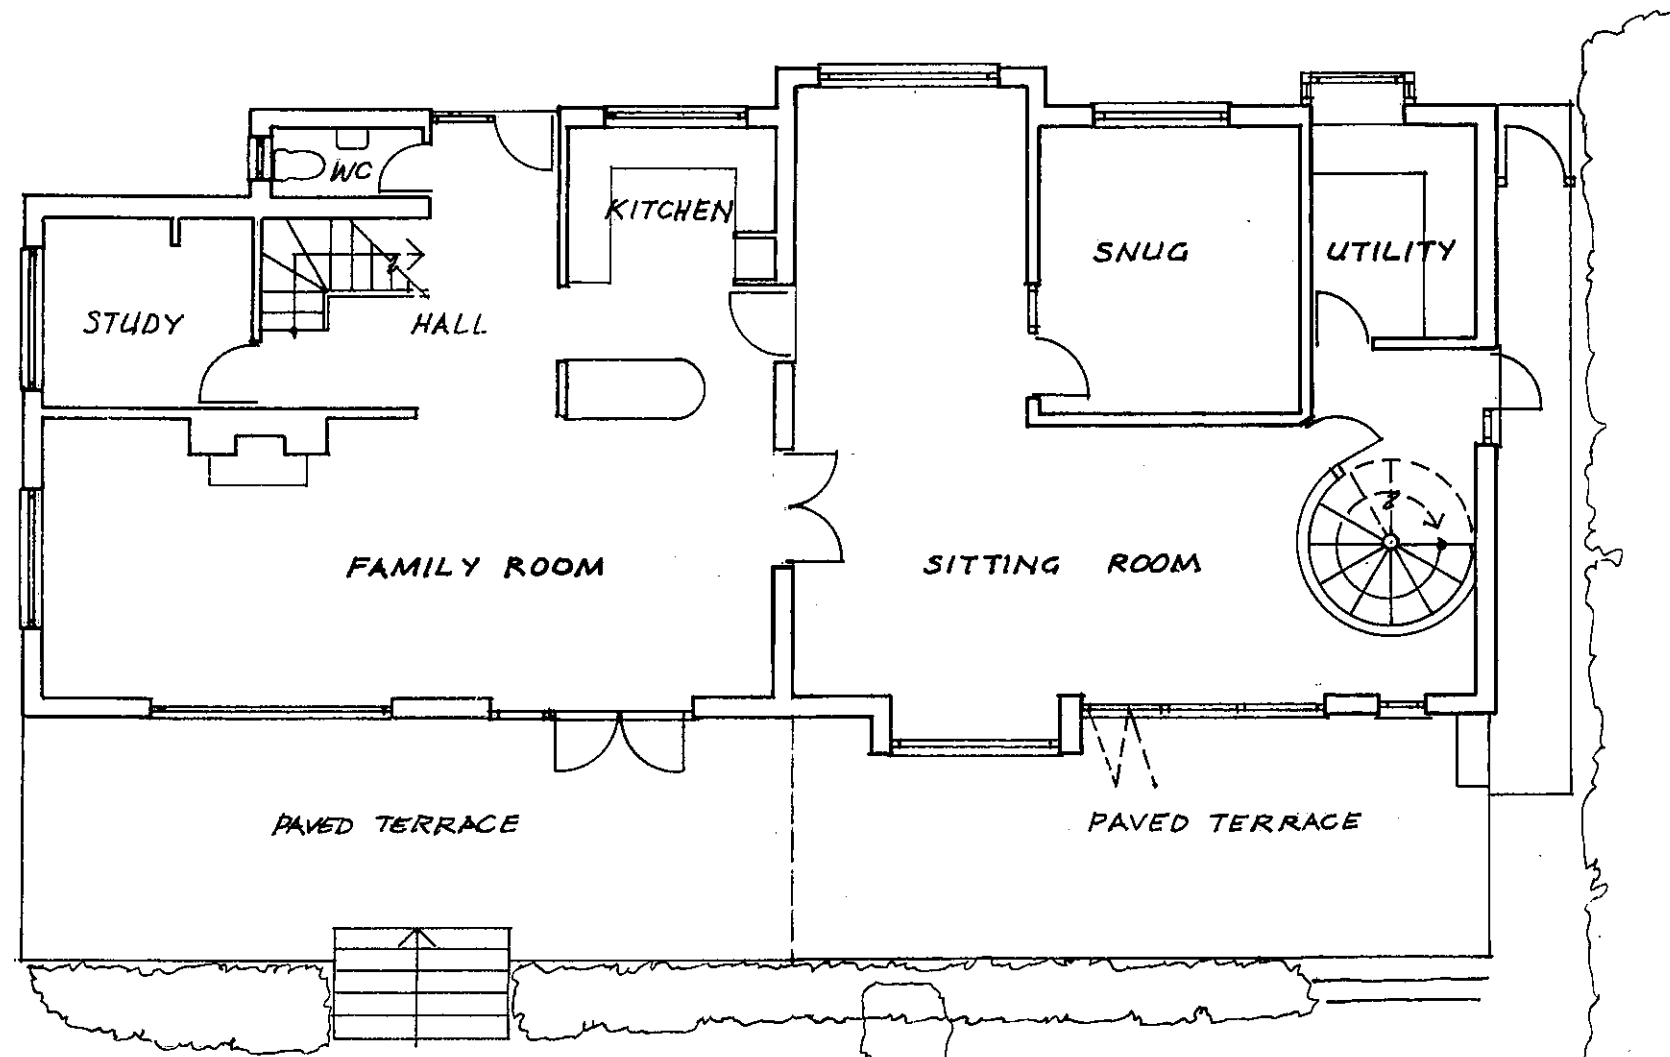 WC
KITCHEN
SNUG
UTILITY
STUDY
HALL
FAMILY ROOM
SITTING ROOM
PAVED TERRACE
PAVED TERRACE